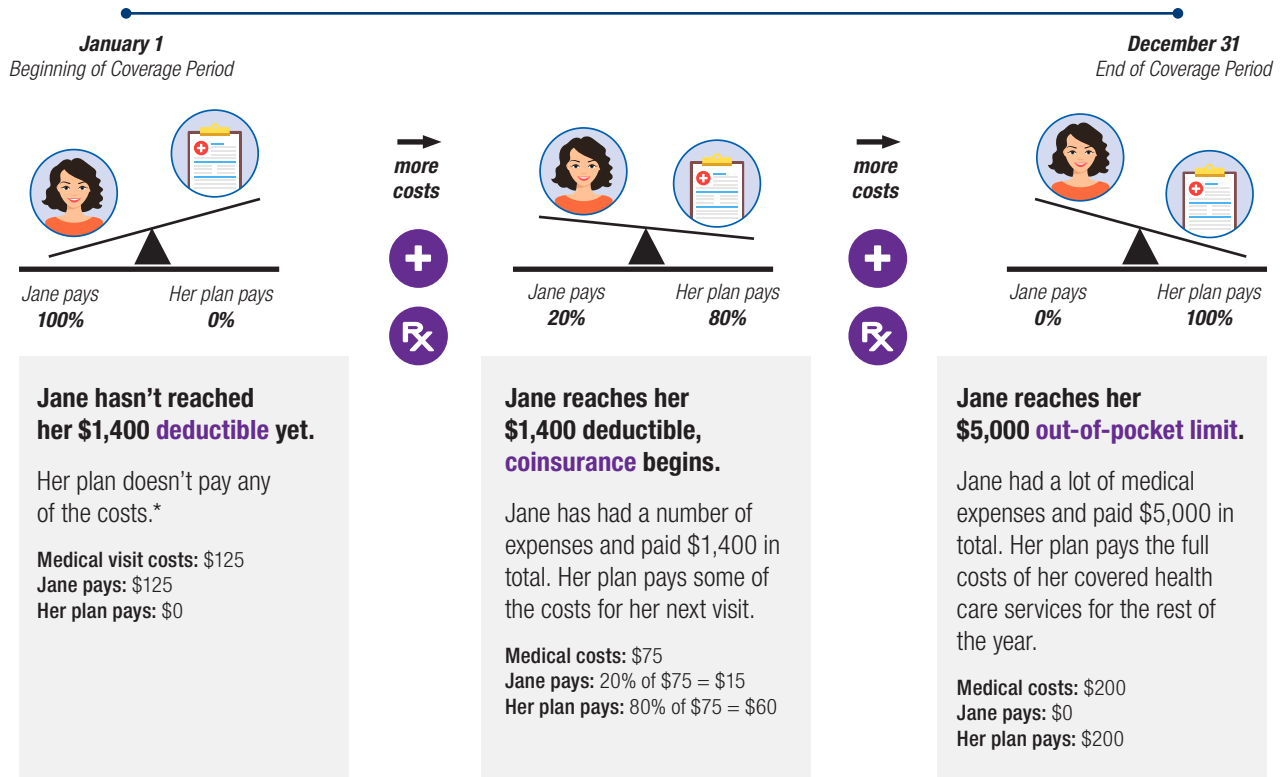 January 1
Beginning of Coverage Period
December 31
End of Coverage Period
Jane pays
100%
Her plan pays
0%
more
costs
Rx
Jane pays
20%
Her plan pays
80%
more
costs
Rx
Jane pays
0%
Her plan pays
100%
Jane hasn’t reached
her $1,400 deductible yet.
Her plan doesn’t pay any
of the costs.*
Medical visit costs: $125
Jane pays: $125
Her plan pays: $0
Jane reaches her
$1,400 deductible,
coinsurance begins.
Jane has had a number of
expenses and paid $1,400 in
total. Her plan pays some of
the costs for her next visit.
Medical costs: $75
Jane pays: 20% of $75 = $15
Her plan pays: 80% of $75 = $60
Jane reaches her
$5,000 out-of-pocket limit.
Jane had a lot of medical
expenses and paid $5,000 in
total. Her plan pays the full
costs of her covered health
care services for the rest of
the year.
Medical costs: $200
Jane pays: $0
Her plan pays: $200